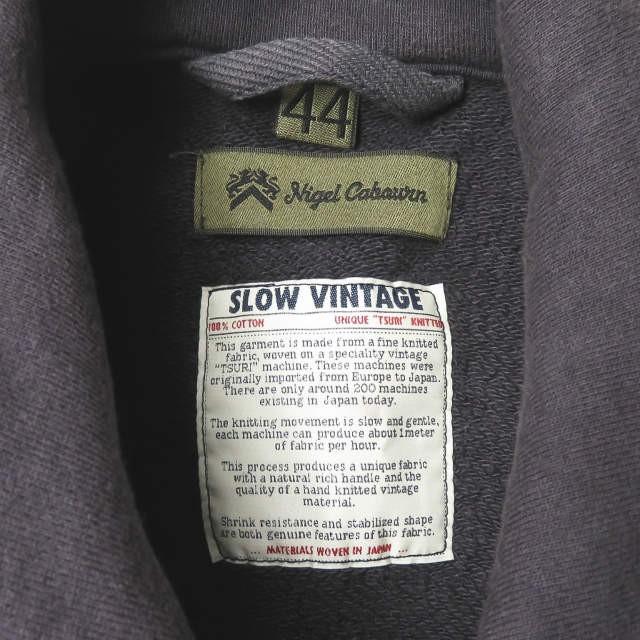 44
Nigel Cabourn
SLOW VINTAGE
100% COTTON UNIQUE "TSURI" KNITTED
This garment is made from a fine knitted
fabric, woven on a speciality vintage
"TSURI" machine. These machines were
originally imported from Europe to Japan.
There are only around 200 machines
existing in Japan today.
The knitting movement is slow and gentle,
each machine can produce about 1meter
of fabric per hour.
This process produces a unique fabric
with a natural rich handle and the
quality of a hand knitted vintage
material.
Shrink resistance and stabilized shape
are both genuine features of this fabric.
... MATERIALS WOVEN IN JAPAN ...